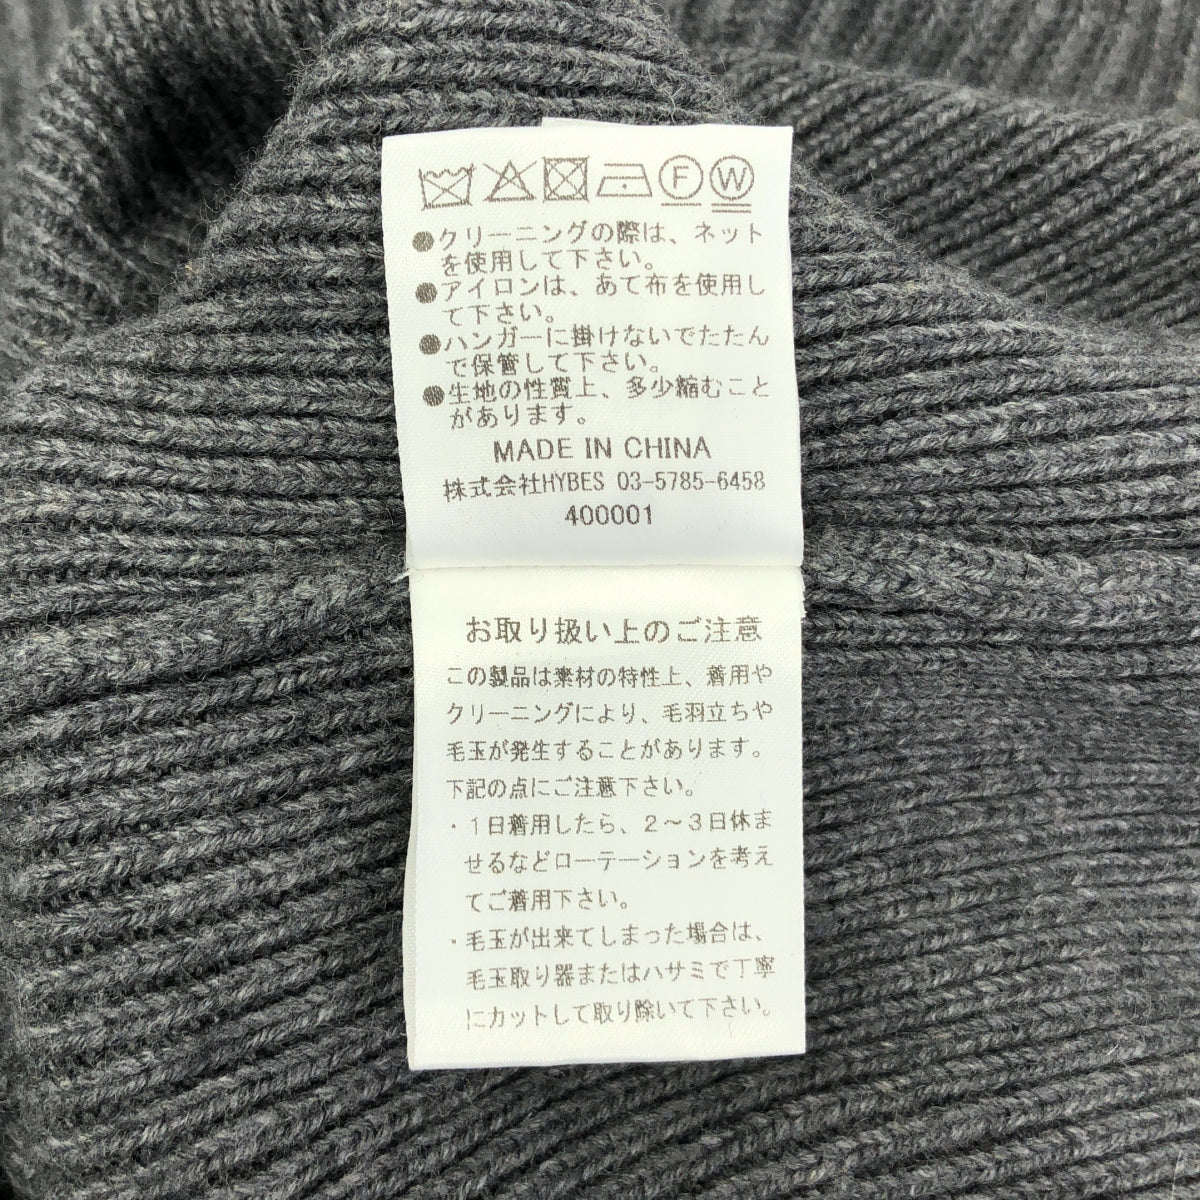 F W
●クリーニングの際は、ネット
を使用して下さい。
●アイロンは、あて布を使用し
て下さい。
●ハンガーに掛けないでたたん
で保管して下さい。
●生地の性質上、多少縮むこと
があります。
MADE IN CHINA
株式会社HYBES 03-5785-6458
400001
お取り扱い上のご注意
この製品は素材の特性上、着用や
クリーニングにより、毛羽立ちや
毛玉が発生することがあります。
下記の点にご注意下さい。
・1日着用したら、2〜3日休ま
せるなどローテーションを考え
てご着用下さい。
・毛玉が出来てしまった場合は、
毛玉取り器またはハサミで丁寧
にカットして取り除いて下さい。